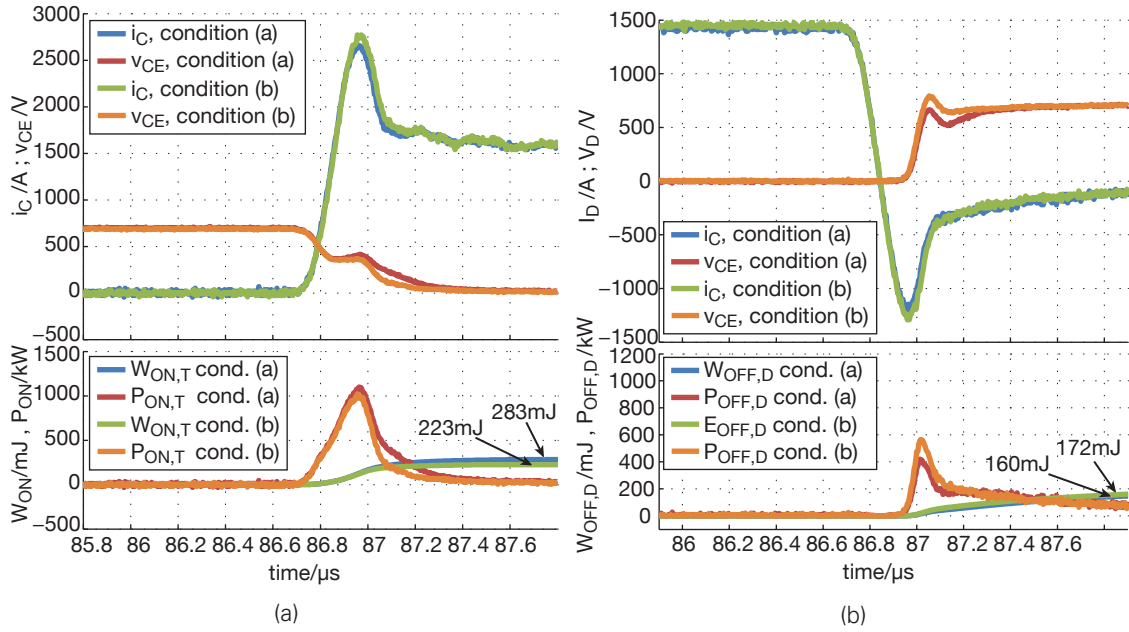 3000
2500
2000
1500
1000
500
0
−500
i_C /A ; v_CE /V
i_C, condition (a)
v_CE, condition (a)
i_C, condition (b)
v_CE, condition (b)
1500
1000
500
0
−500
W_ON/mJ , P_ON/kW
W_ON,T cond. (a)
P_ON,T cond. (a)
W_ON,T cond. (b)
P_ON,T cond. (b)
283mJ
223mJ
85.8 86 86.2 86.4 86.6 86.8 87 87.2 87.4 87.6
time/µs
(a)
1500
1000
500
0
−500
−1000
−1500
I_D /A ; V_D /V
i_C, condition (a)
v_CE, condition (a)
i_C, condition (b)
v_CE, condition (b)
1200
1000
800
600
400
200
0
W_OFF,D /mJ , P_OFF,D /kW
W_OFF,D cond. (a)
P_OFF,D cond. (a)
E_OFF,D cond. (b)
P_OFF,D cond. (b)
172mJ
160mJ
86 86.2 86.4 86.6 86.8 87 87.2 87.4 87.6
time/µs
(b)